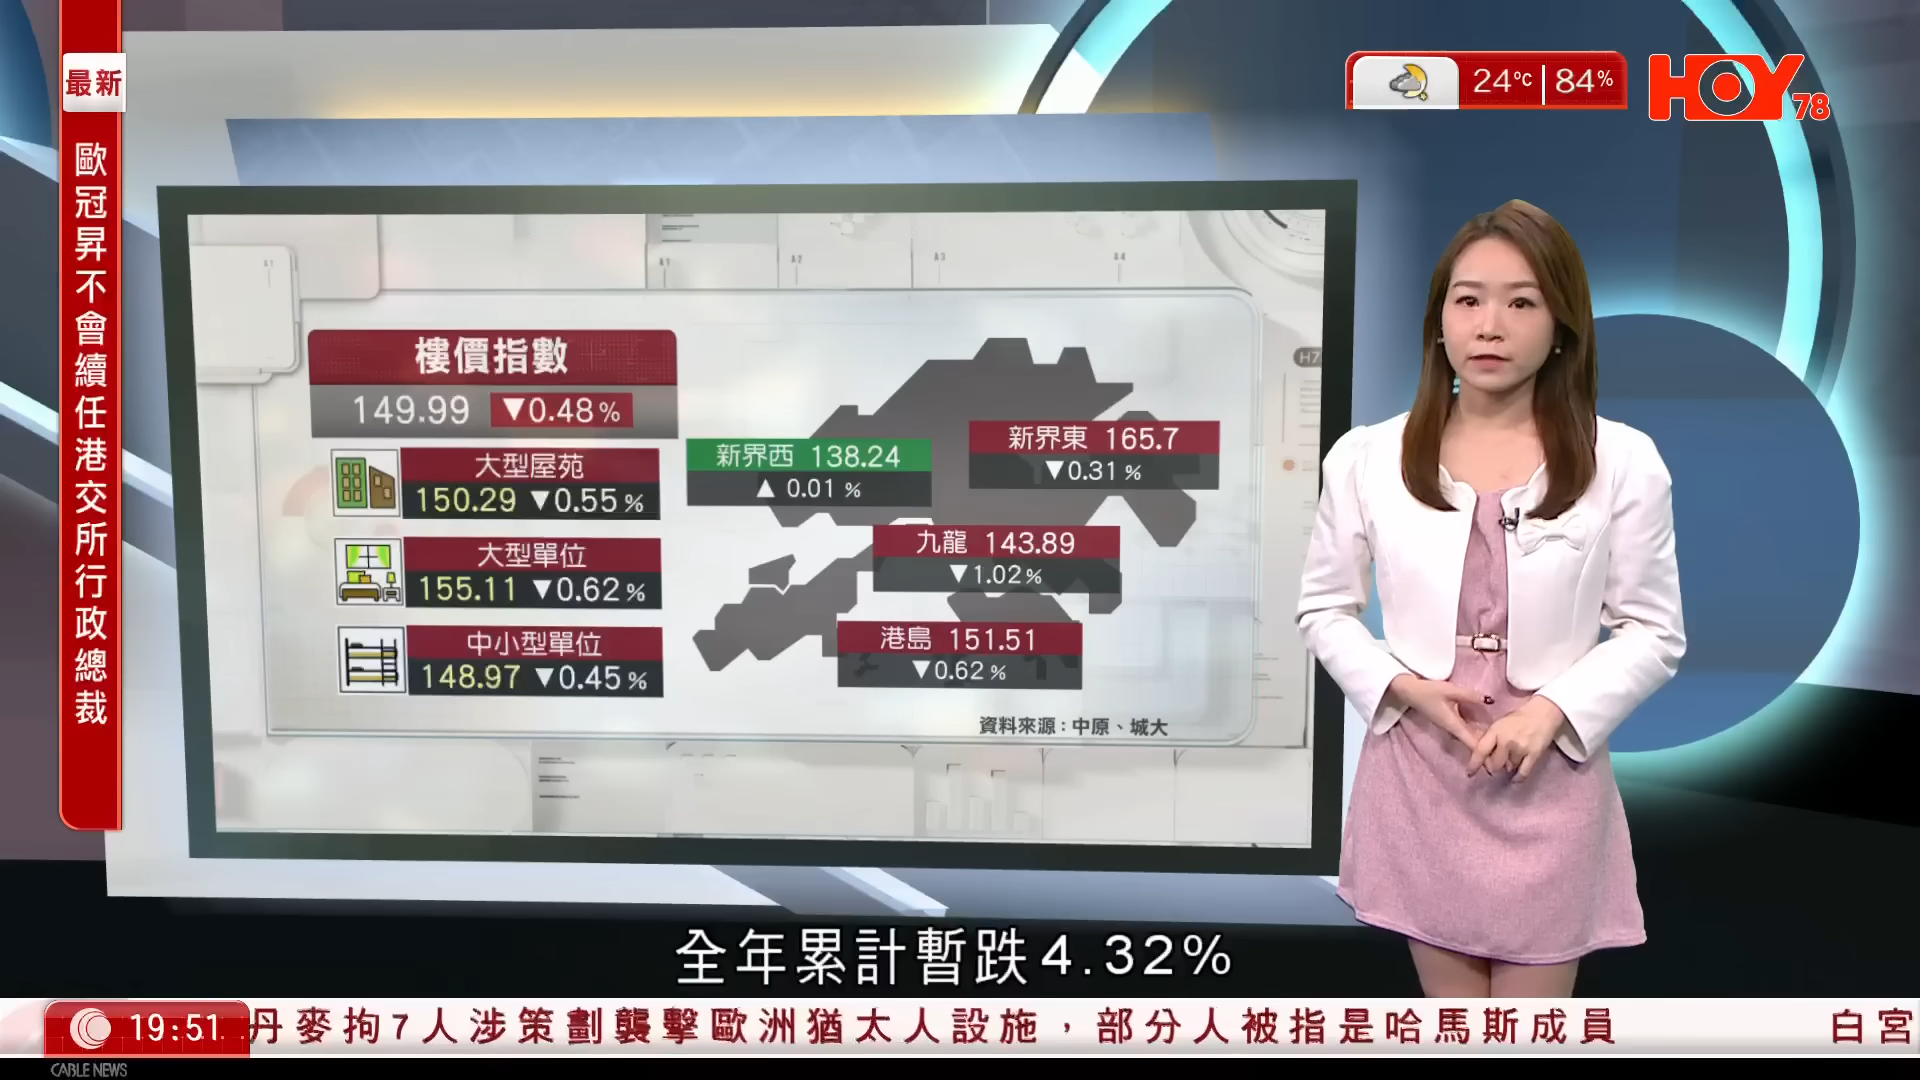 最新
歐冠昇不會續任港交所行政總裁
24°C 84%
HOY 78
A1
A1
A2
A3
A4
H7
樓價指數
149.99 ▼0.48%
大型屋苑
150.29 ▼0.55%
大型單位
155.11 ▼0.62%
中小型單位
148.97 ▼0.45%
新界西 138.24
▲ 0.01 %
新界東 165.7
▼0.31 %
九龍 143.89
▼1.02%
港島 151.51
▼0.62 %
資料來源：中原、城大
全年累計暫跌4.32%
19:51
丹麥拘7人涉策劃襲擊歐洲猶太人設施，部分人被指是哈馬斯成員 白宮
CABLE NEWS